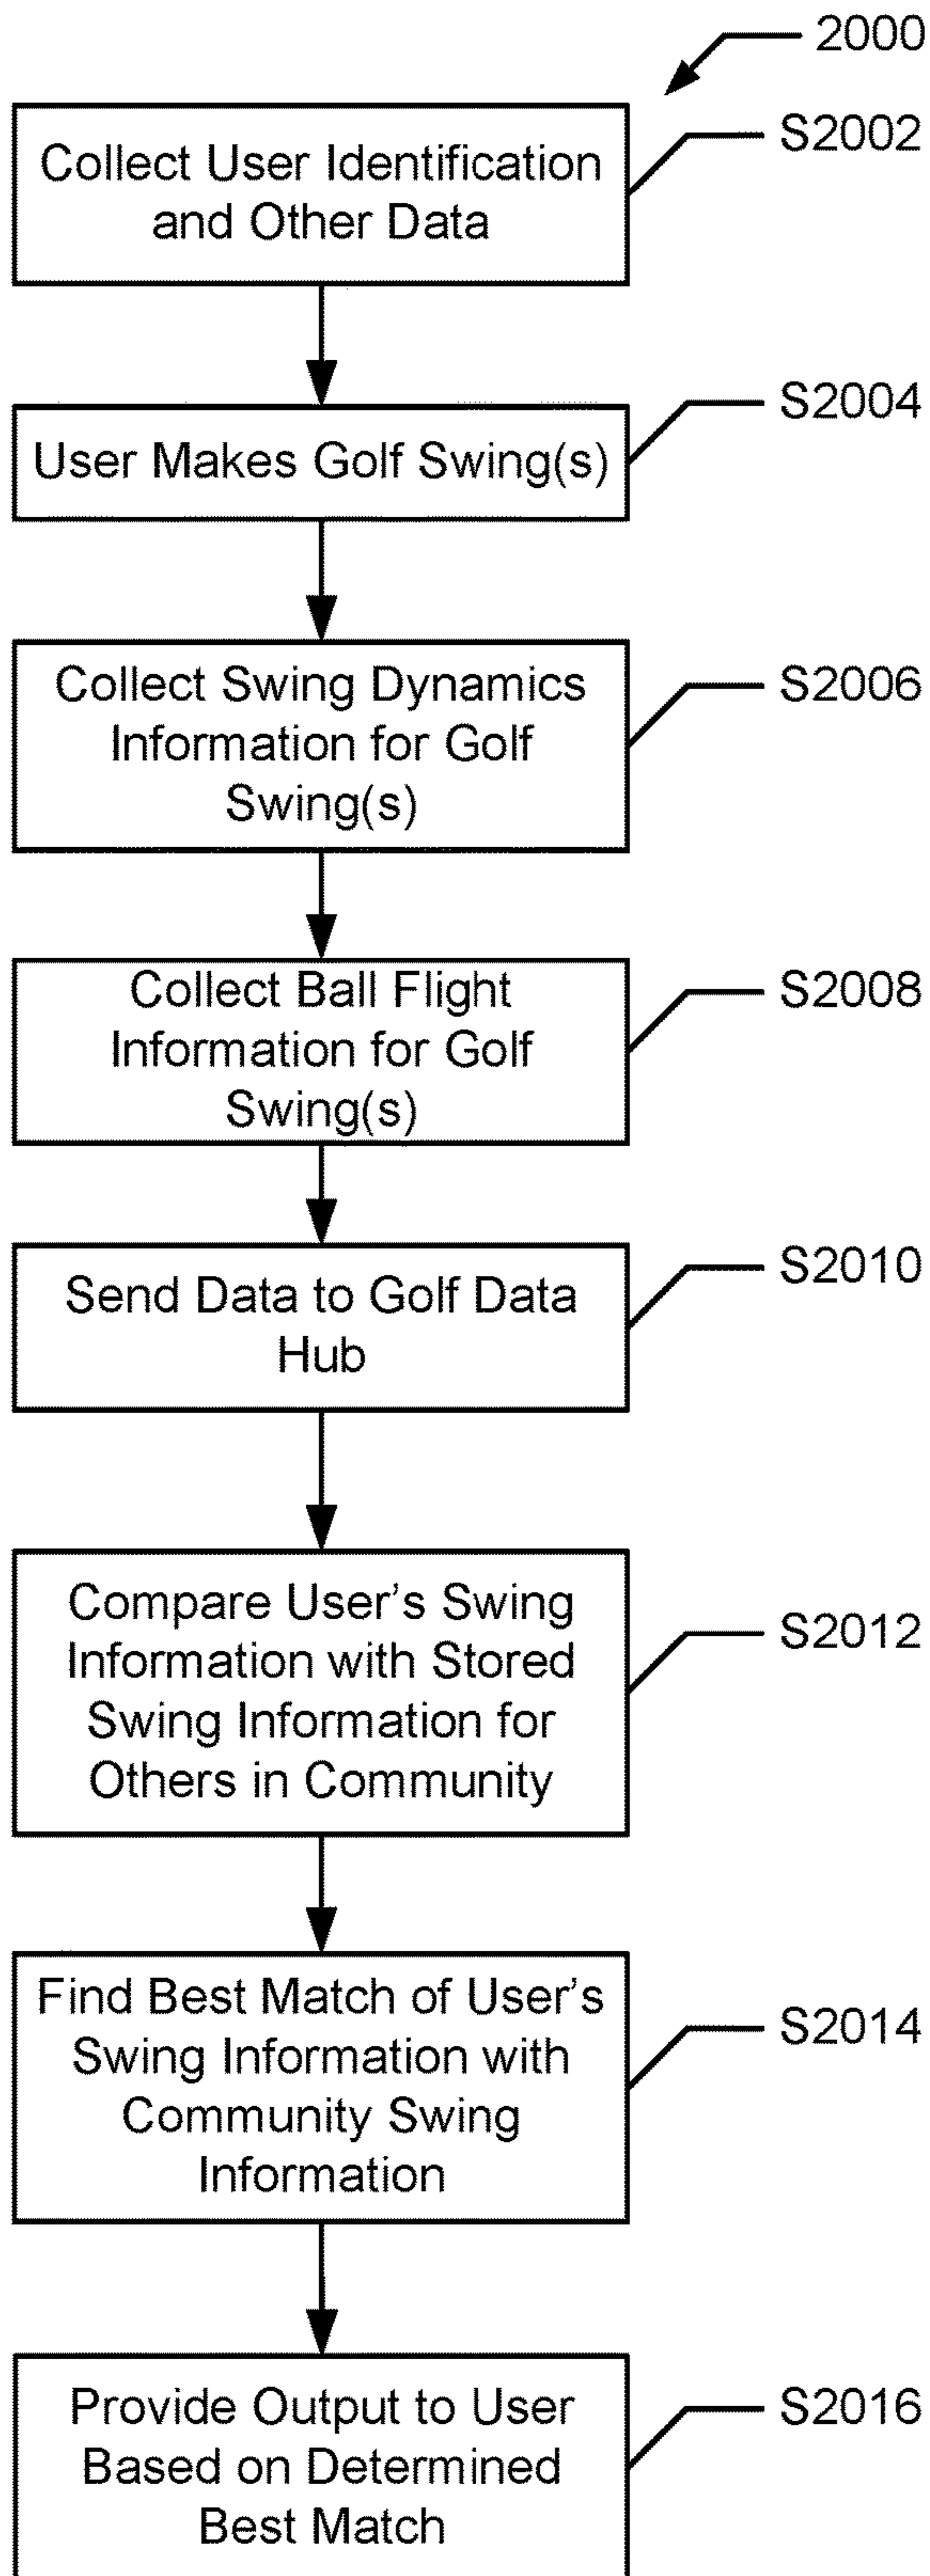 2000
S2002
Collect User Identification
and Other Data
S2004
User Makes Golf Swing(s)
S2006
Collect Swing Dynamics
Information for Golf
Swing(s)
S2008
Collect Ball Flight
Information for Golf
Swing(s)
S2010
Send Data to Golf Data
Hub
S2012
Compare User's Swing
Information with Stored
Swing Information for
Others in Community
S2014
Find Best Match of User's
Swing Information with
Community Swing
Information
S2016
Provide Output to User
Based on Determined
Best Match